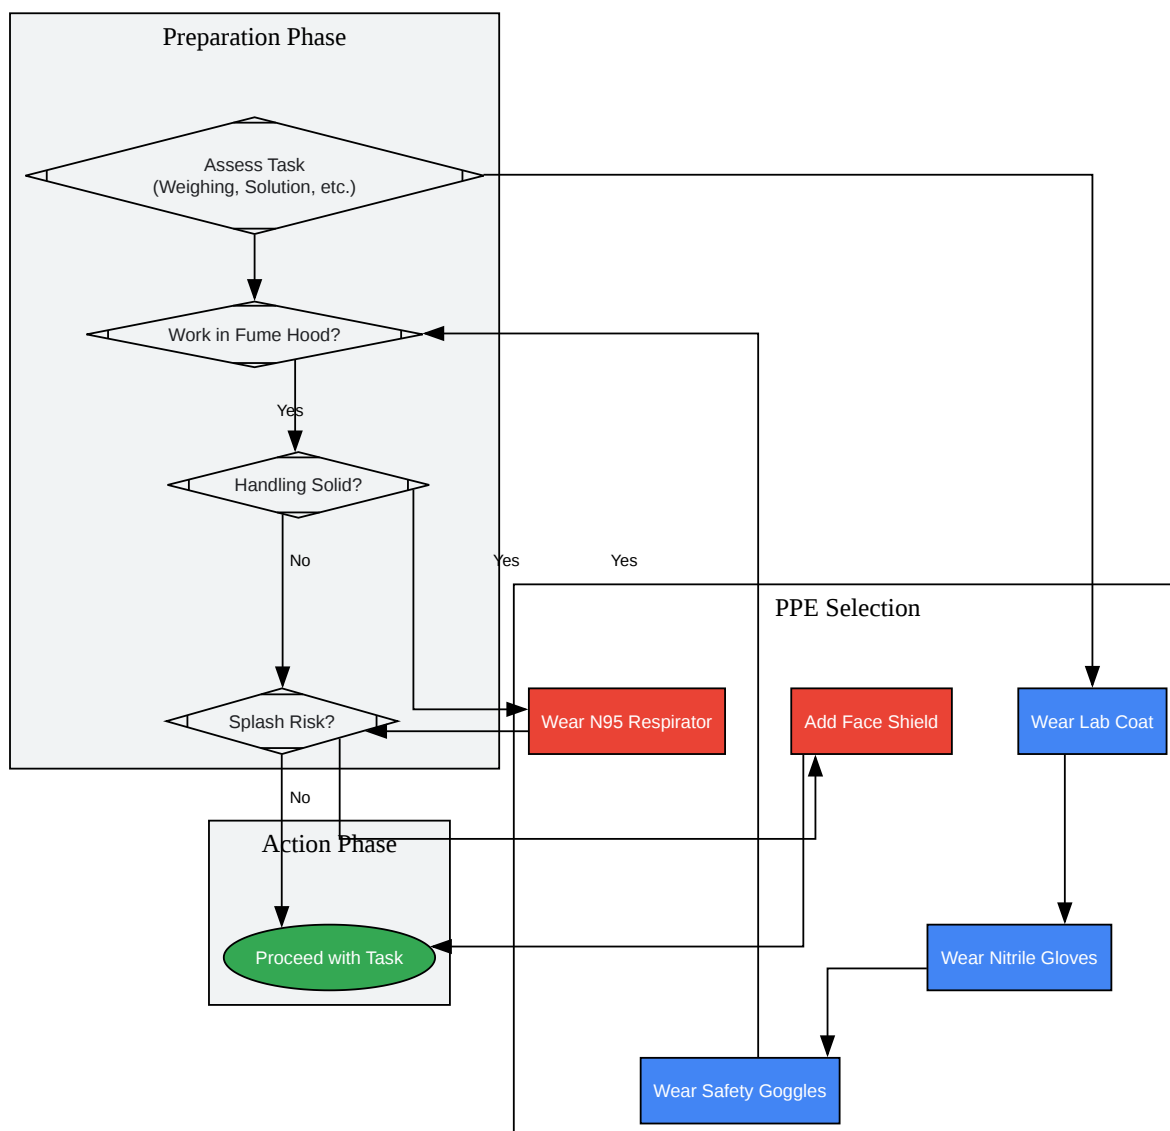 Preparation Phase
Assess Task
(Weighing, Solution, etc.)
Work in Fume Hood?
Yes
Handling Solid?
No
Yes
Yes
PPE Selection
Splash Risk?
Wear N95 Respirator
Add Face Shield
Wear Lab Coat
No
Action Phase
Proceed with Task
Wear Nitrile Gloves
Wear Safety Goggles